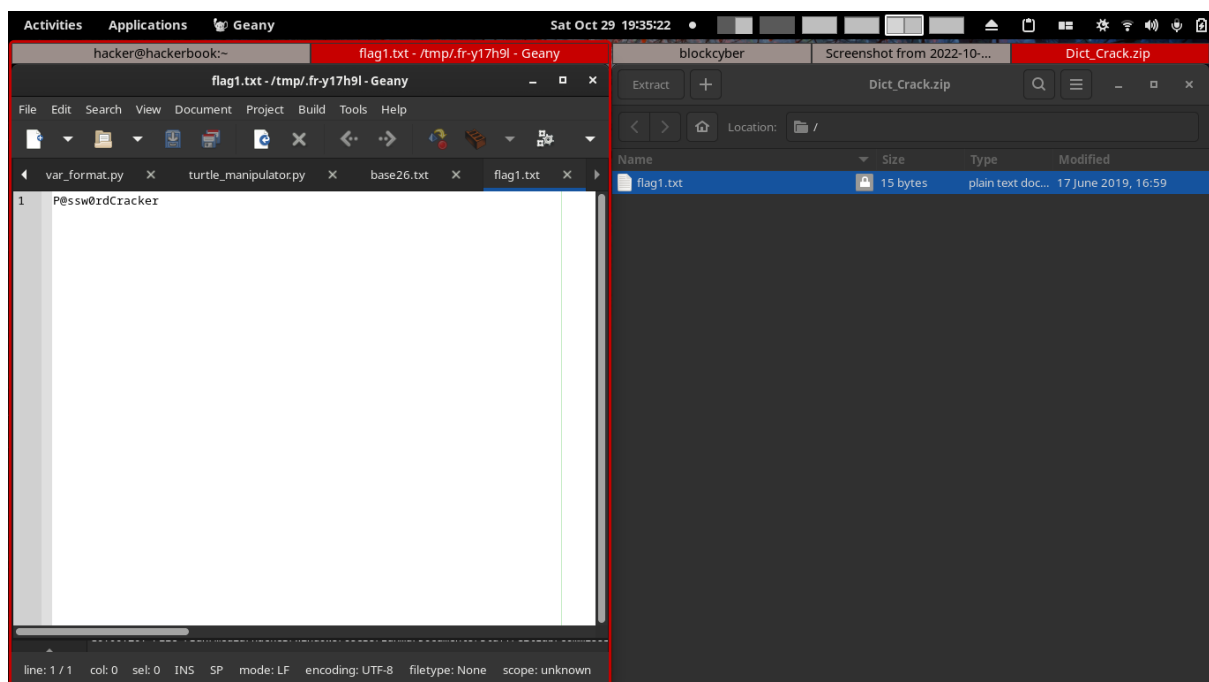 Activities Applications Geany Sat Oct 29 19:35:22
hacker@hackerbook:~ flag1.txt - /tmp/.fr-y17h9l - Geany
blockcyber Screenshot from 2022-10-... Dict_Crack.zip
flag1.txt - /tmp/.fr-y17h9l - Geany
File Edit Search View Document Project Build Tools Help
var_format.py turtle_manipulator.py base26.txt flag1.txt
1 P@ssw0rdCracker
line: 1 / 1 col: 0 sel: 0 INS SP mode: LF encoding: UTF-8 filetype: None scope: unknown
Extract Dict_Crack.zip
Location: /
Name Size Type Modified
flag1.txt 15 bytes plain text doc... 17 June 2019, 16:59